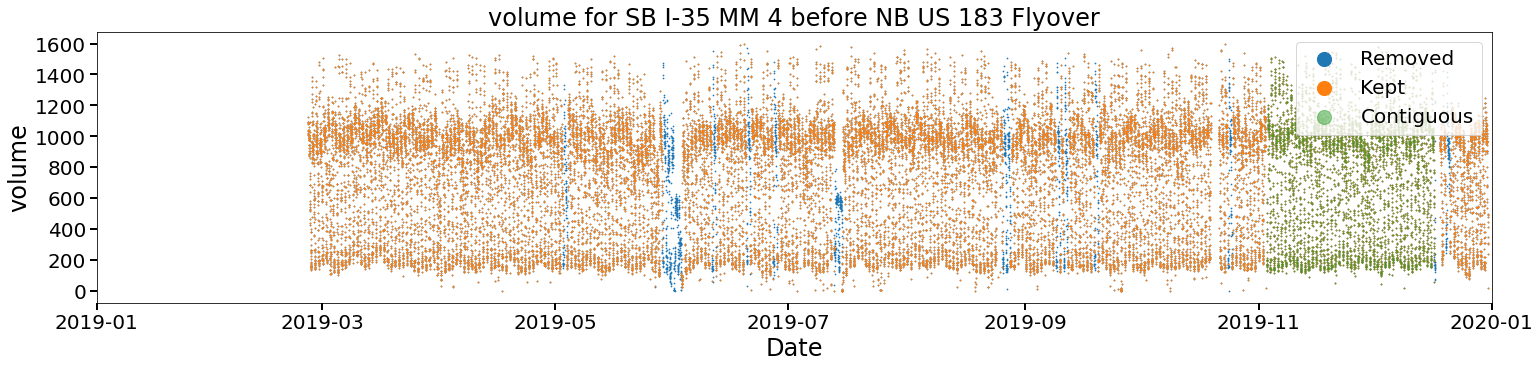 volume for SB I-35 MM 4 before NB US 183 Flyover
1600
1400
1200
1000
800
600
400
200
0
volume
Removed
Kept
Contiguous
2019-01
2019-03
2019-05
2019-07
2019-09
2019-11
2020-01
Date